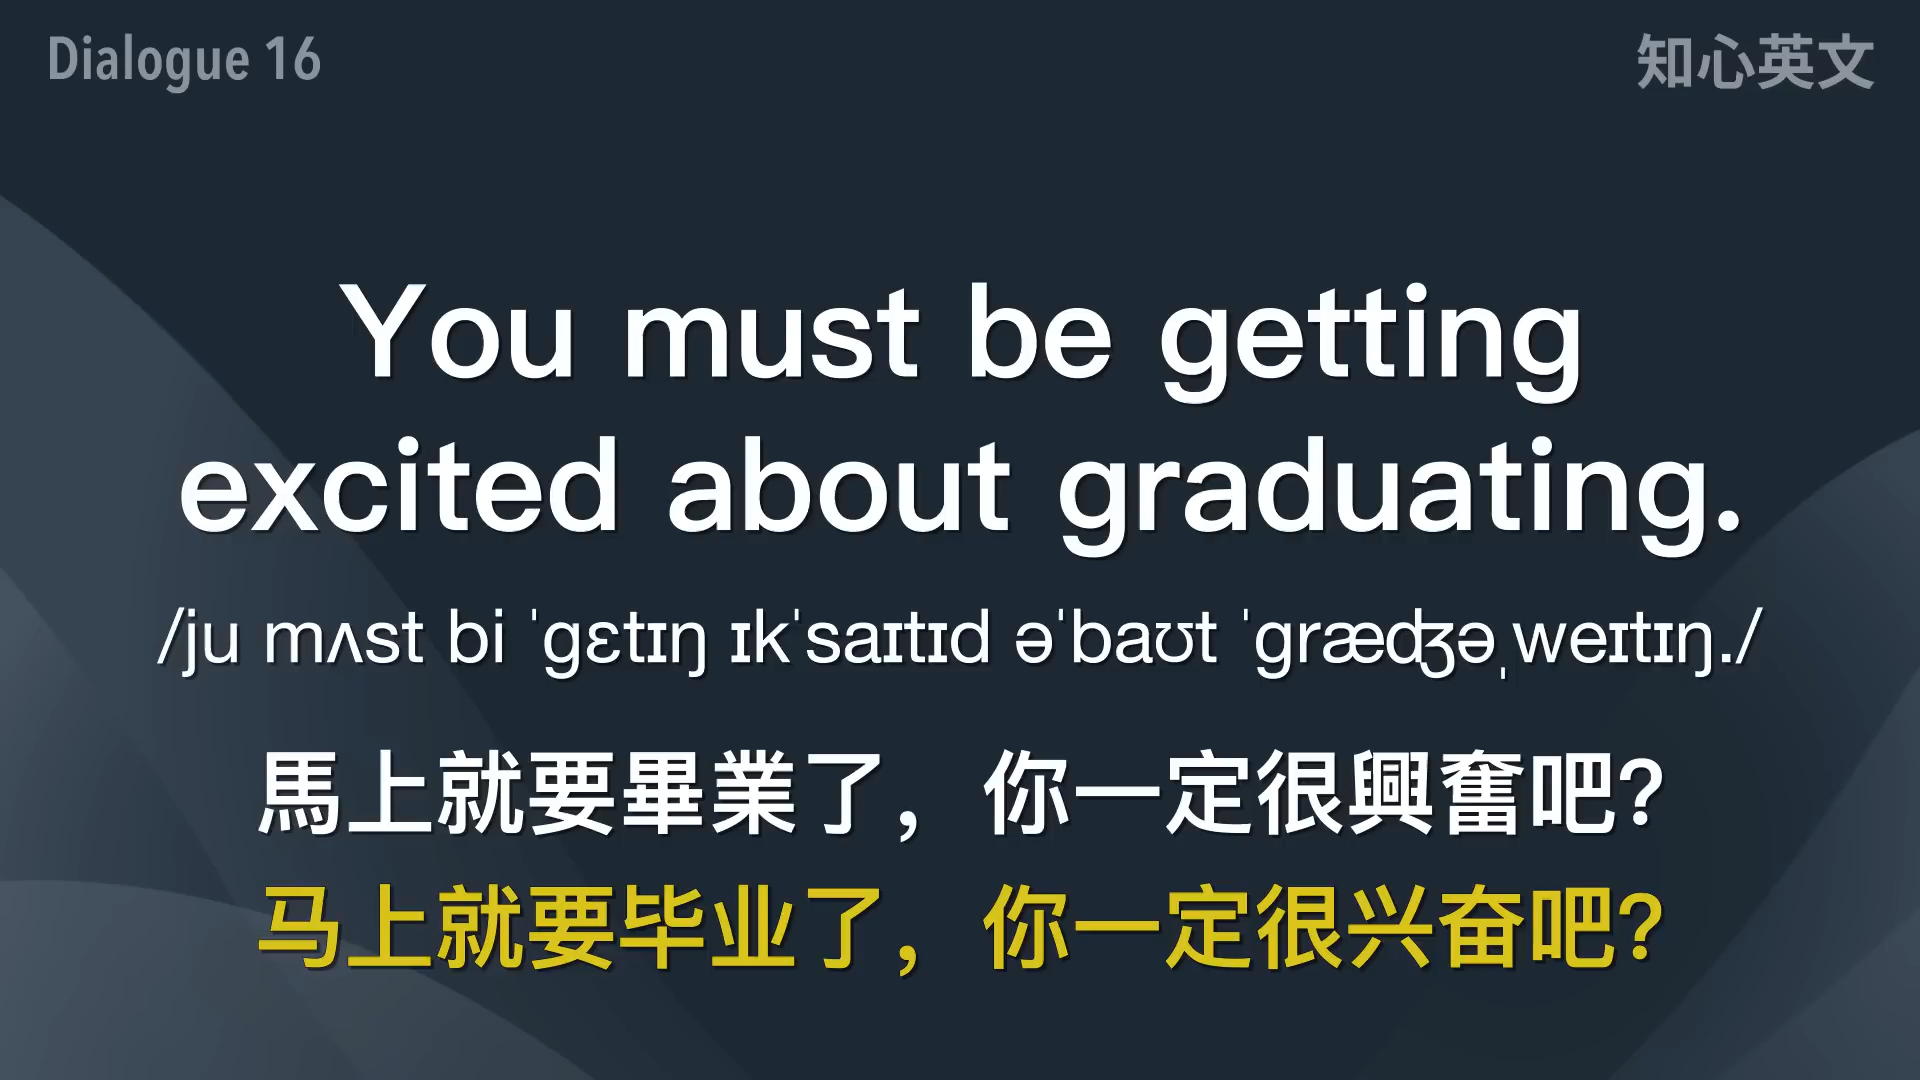 Dialogue 16
知心英文
You must be getting
excited about graduating.
/ju mʌst bi ˈgɛtɪŋ ɪkˈsaɪtɪd əˈbaʊt ˈgræʤəˌweɪtɪŋ./
馬上就要畢業了，你一定很興奮吧？
马上就要毕业了，你一定很兴奋吧？